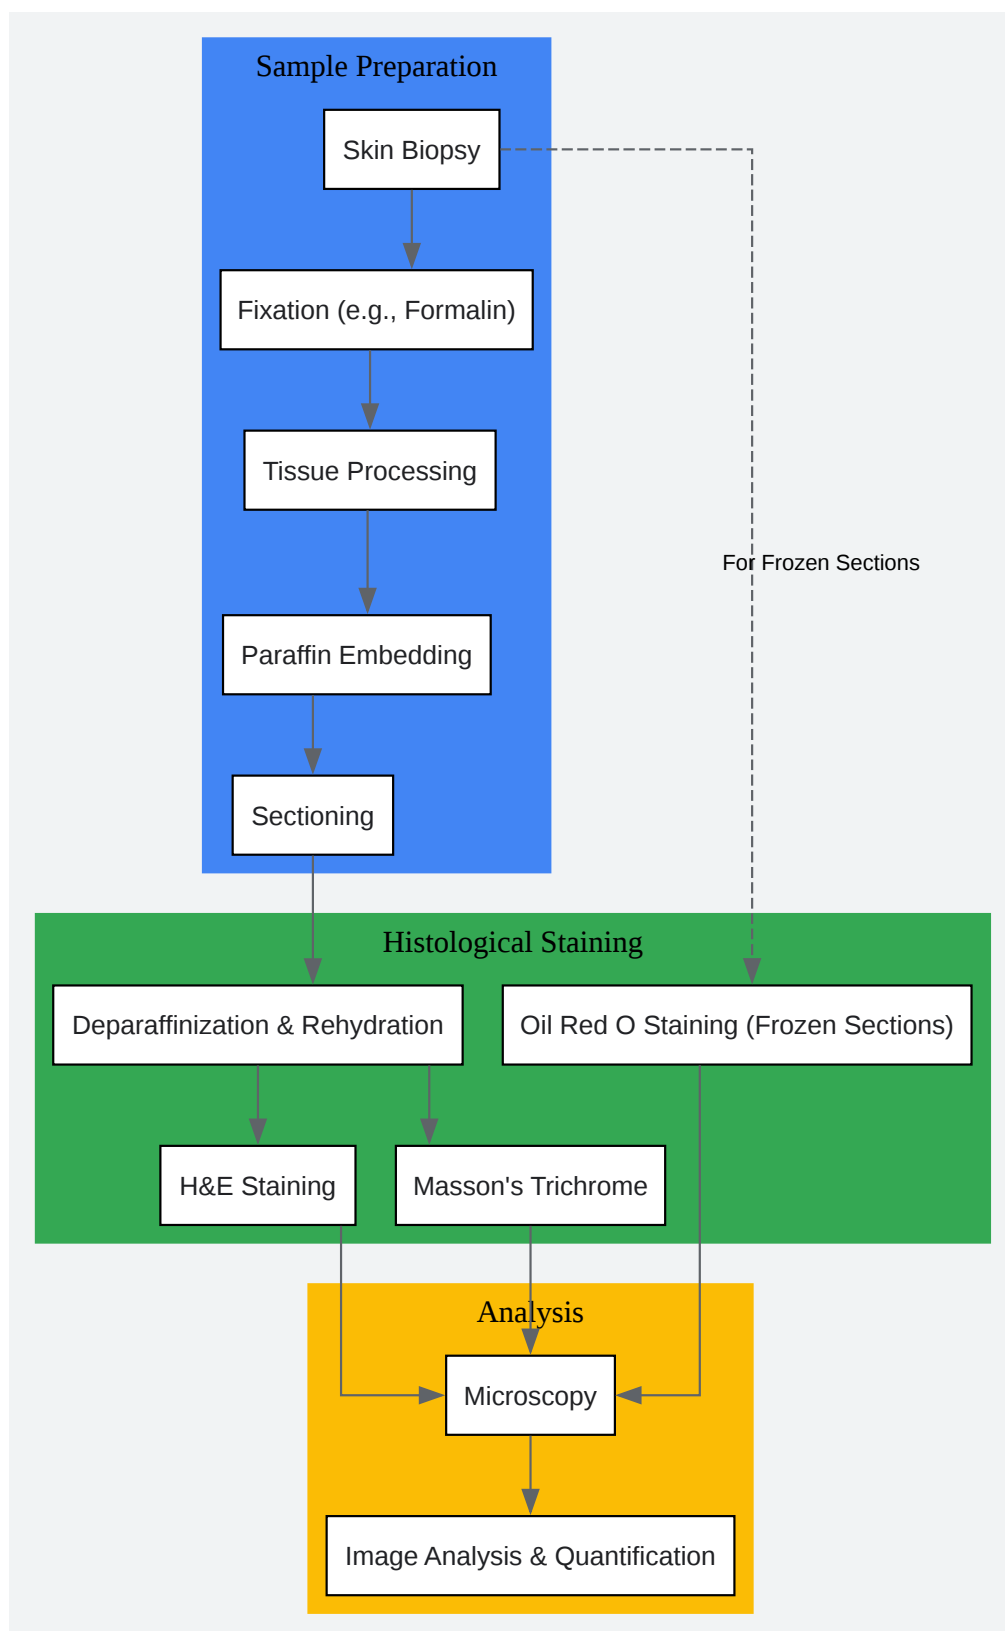 Sample Preparation
Skin Biopsy
Fixation (e.g., Formalin)
Tissue Processing
For Frozen Sections
Paraffin Embedding
Sectioning
Histological Staining
Deparaffinization & Rehydration
Oil Red O Staining (Frozen Sections)
H&E Staining
Masson's Trichrome
Analysis
Microscopy
Image Analysis & Quantification